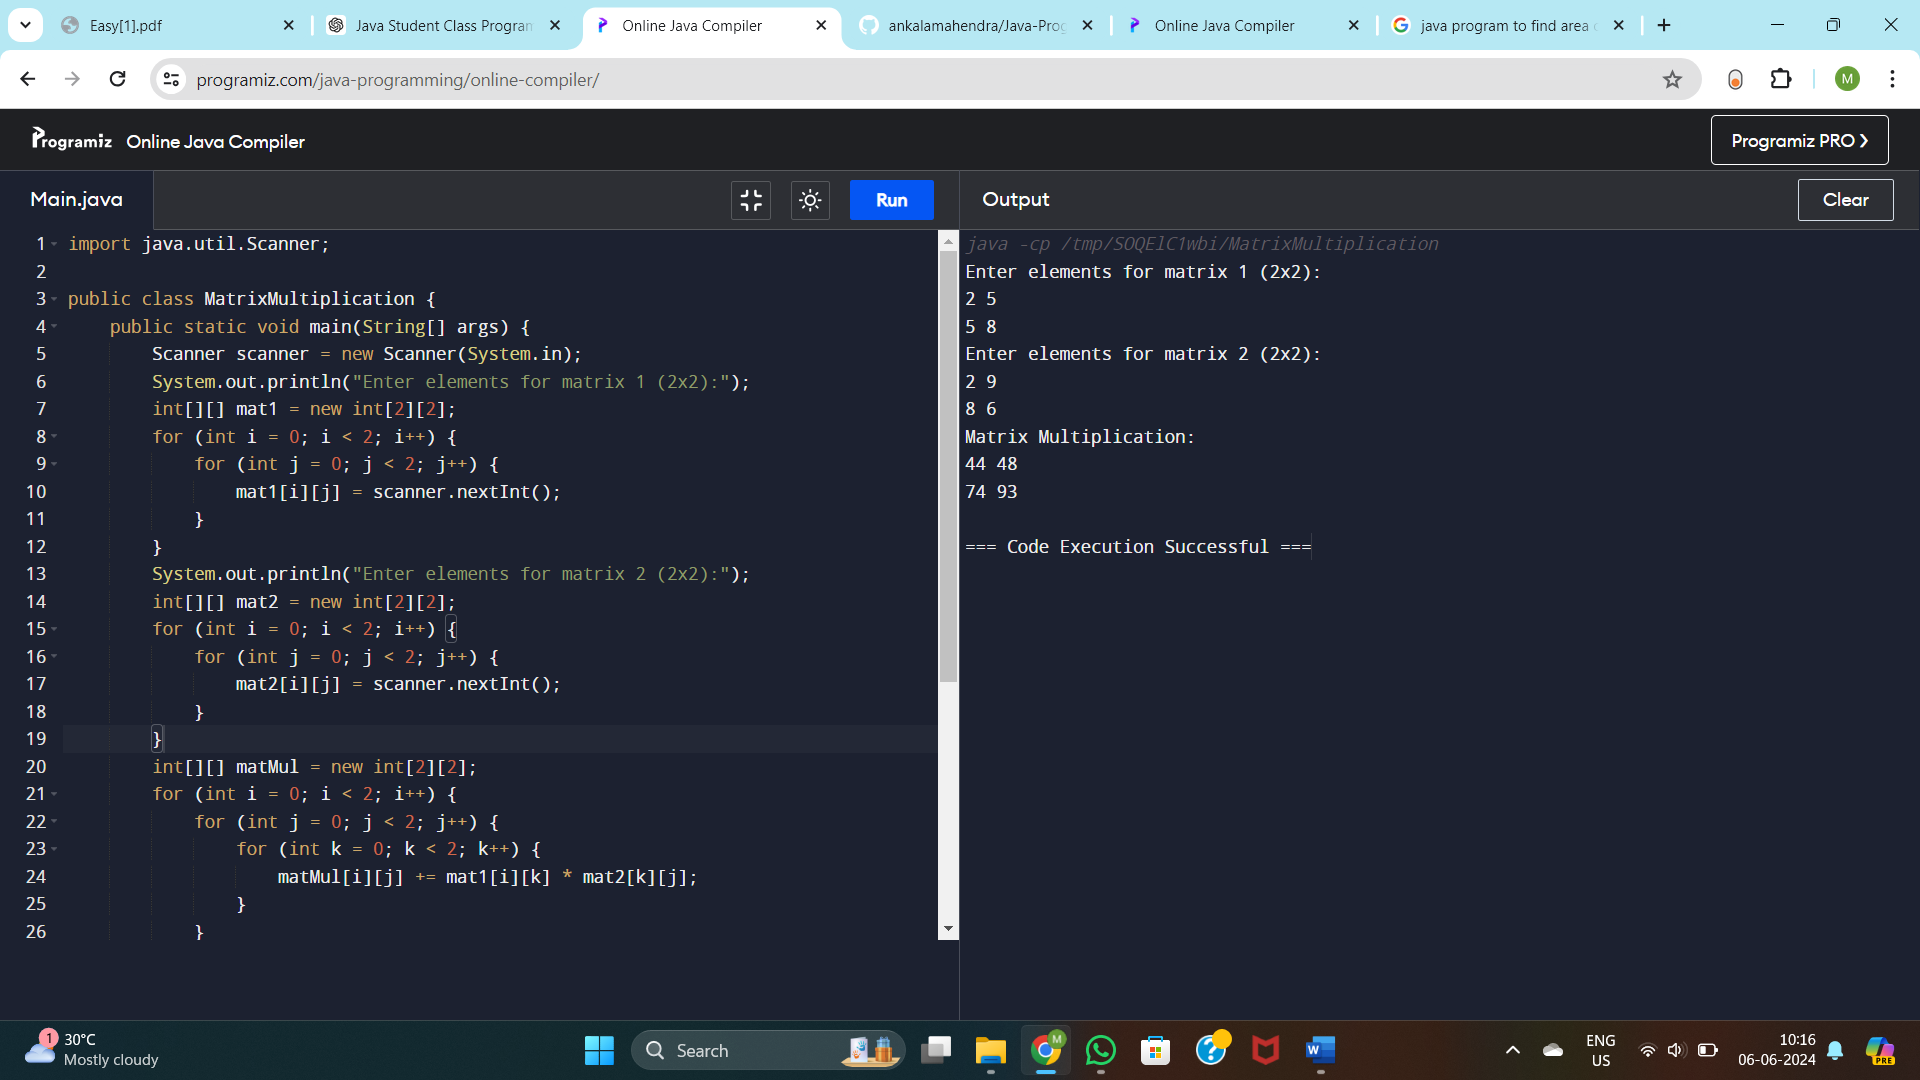 Easy[1].pdf
Java Student Class Program
Online Java Compiler
ankalamahendra/Java-Prog
Online Java Compiler
java program to find area
programiz.com/java-programming/online-compiler/
M
Programiz Online Java Compiler
Programiz PRO ❯
Main.java
Run
Output
Clear
1 import java.util.Scanner;
2
3 public class MatrixMultiplication {
4 public static void main(String[] args) {
5 Scanner scanner = new Scanner(System.in);
6 System.out.println("Enter elements for matrix 1 (2x2):");
7 int[][] mat1 = new int[2][2];
8 for (int i = 0; i < 2; i++) {
9 for (int j = 0; j < 2; j++) {
10 mat1[i][j] = scanner.nextInt();
11 }
12 }
13 System.out.println("Enter elements for matrix 2 (2x2):");
14 int[][] mat2 = new int[2][2];
15 for (int i = 0; i < 2; i++) {
16 for (int j = 0; j < 2; j++) {
17 mat2[i][j] = scanner.nextInt();
18 }
19 }
20 int[][] matMul = new int[2][2];
21 for (int i = 0; i < 2; i++) {
22 for (int j = 0; j < 2; j++) {
23 for (int k = 0; k < 2; k++) {
24 matMul[i][j] += mat1[i][k] * mat2[k][j];
25 }
26 }
java -cp /tmp/SOQElC1wbi/MatrixMultiplication
Enter elements for matrix 1 (2x2):
2 5
5 8
Enter elements for matrix 2 (2x2):
2 9
8 6
Matrix Multiplication:
44 48
74 93
=== Code Execution Successful ===
1
30°C
Mostly cloudy
Search
M
W
ENG
US
10:16
06-06-2024
PRE